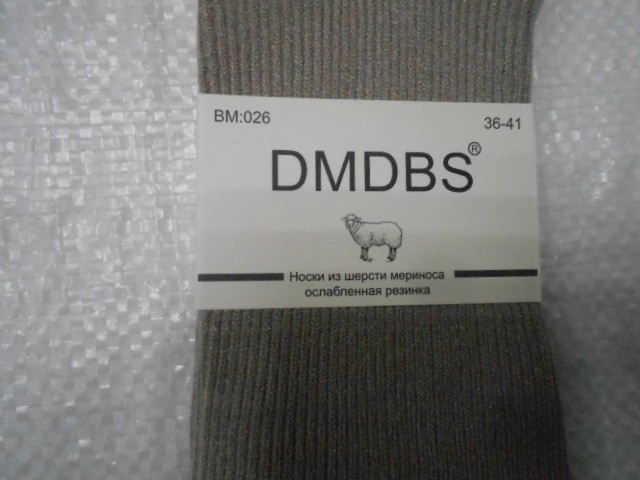 BM:026 36-41
DMDBS®
Носки из шерсти мериноса
ослабленная резинка